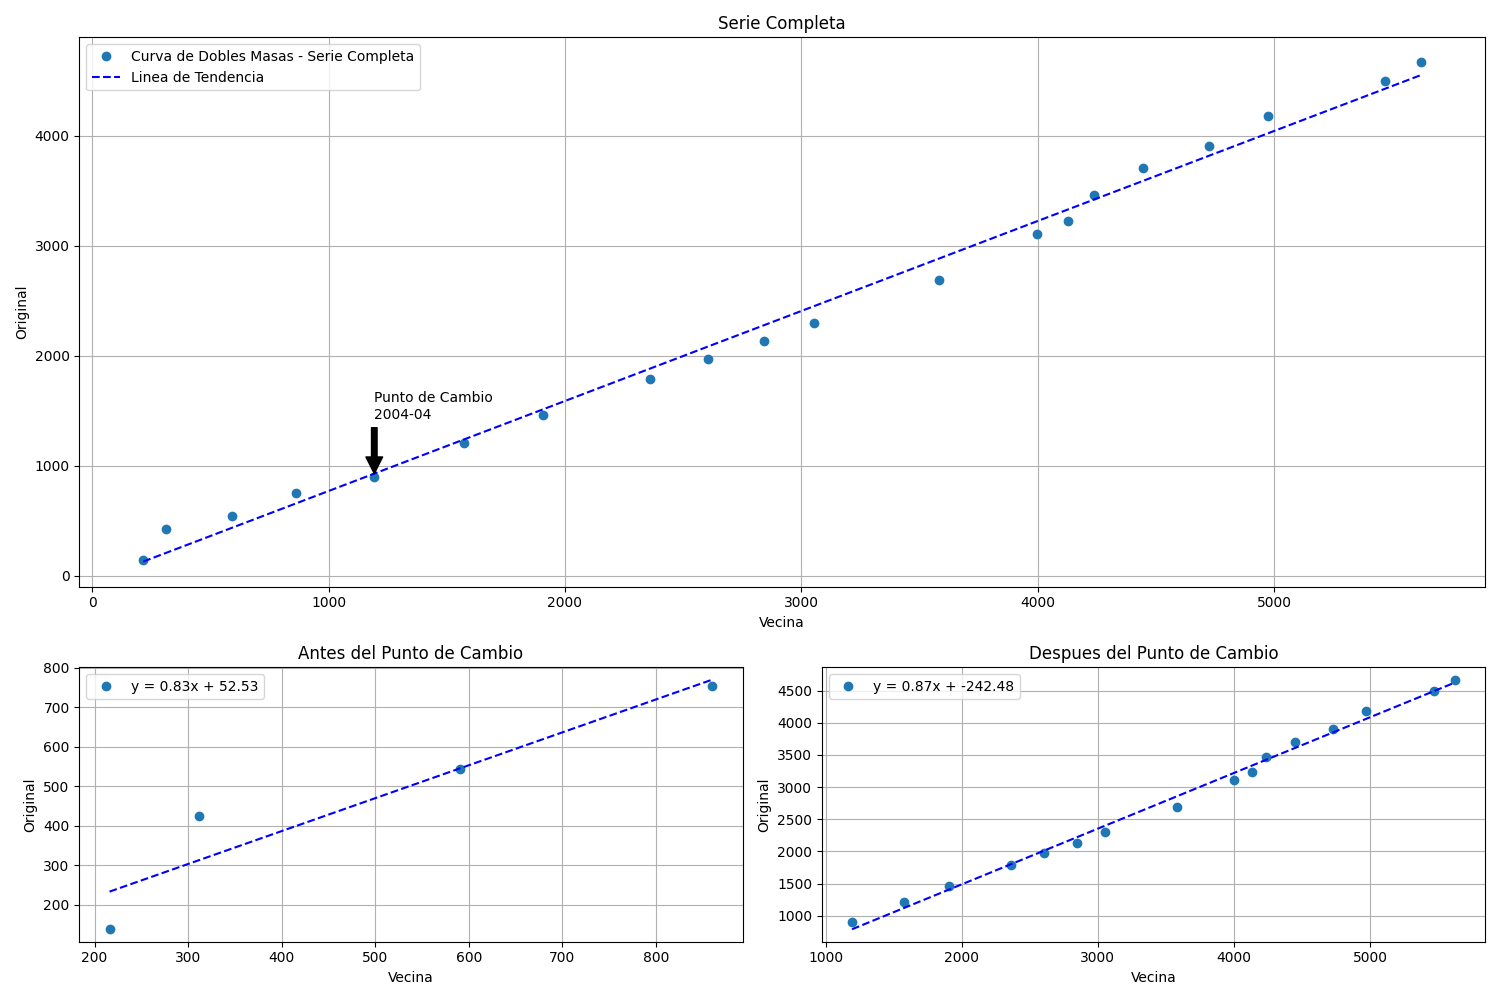 Serie Completa
Curva de Dobles Masas - Serie Completa
Linea de Tendencia
4000
3000
2000
1000
0
Original
Punto de Cambio
2004-04
0 1000 2000 3000 4000 5000
Vecina
Antes del Punto de Cambio
y = 0.83x + 52.53
800
700
600
500
400
300
200
Original
200 300 400 500 600 700 800
Vecina
Despues del Punto de Cambio
y = 0.87x + -242.48
4500
4000
3500
3000
2500
2000
1500
1000
Original
1000 2000 3000 4000 5000
Vecina